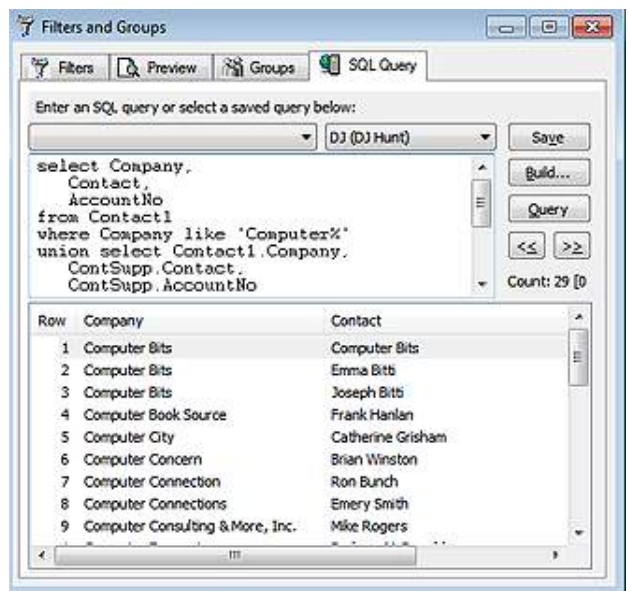 Filters and Groups
Filters Preview Groups SQL Query
Enter an SQL query or select a saved query below:
DJ (DJ Hunt) Save
select Company,
Contact,
AccountNo
from Contact1
where Company like 'Computer%'
union select Contact1.Company,
ContSupp.Contact,
ContSupp.AccountNo
Build...
Query
<< >>
Count: 29 [0
Row Company Contact
1 Computer Bits Computer Bits
2 Computer Bits Emma Bitti
3 Computer Bits Joseph Bitti
4 Computer Book Source Frank Hanlan
5 Computer City Catherine Grisham
6 Computer Concern Brian Winston
7 Computer Connection Ron Bunch
8 Computer Connections Emery Smith
9 Computer Consulting & More, Inc. Mike Rogers